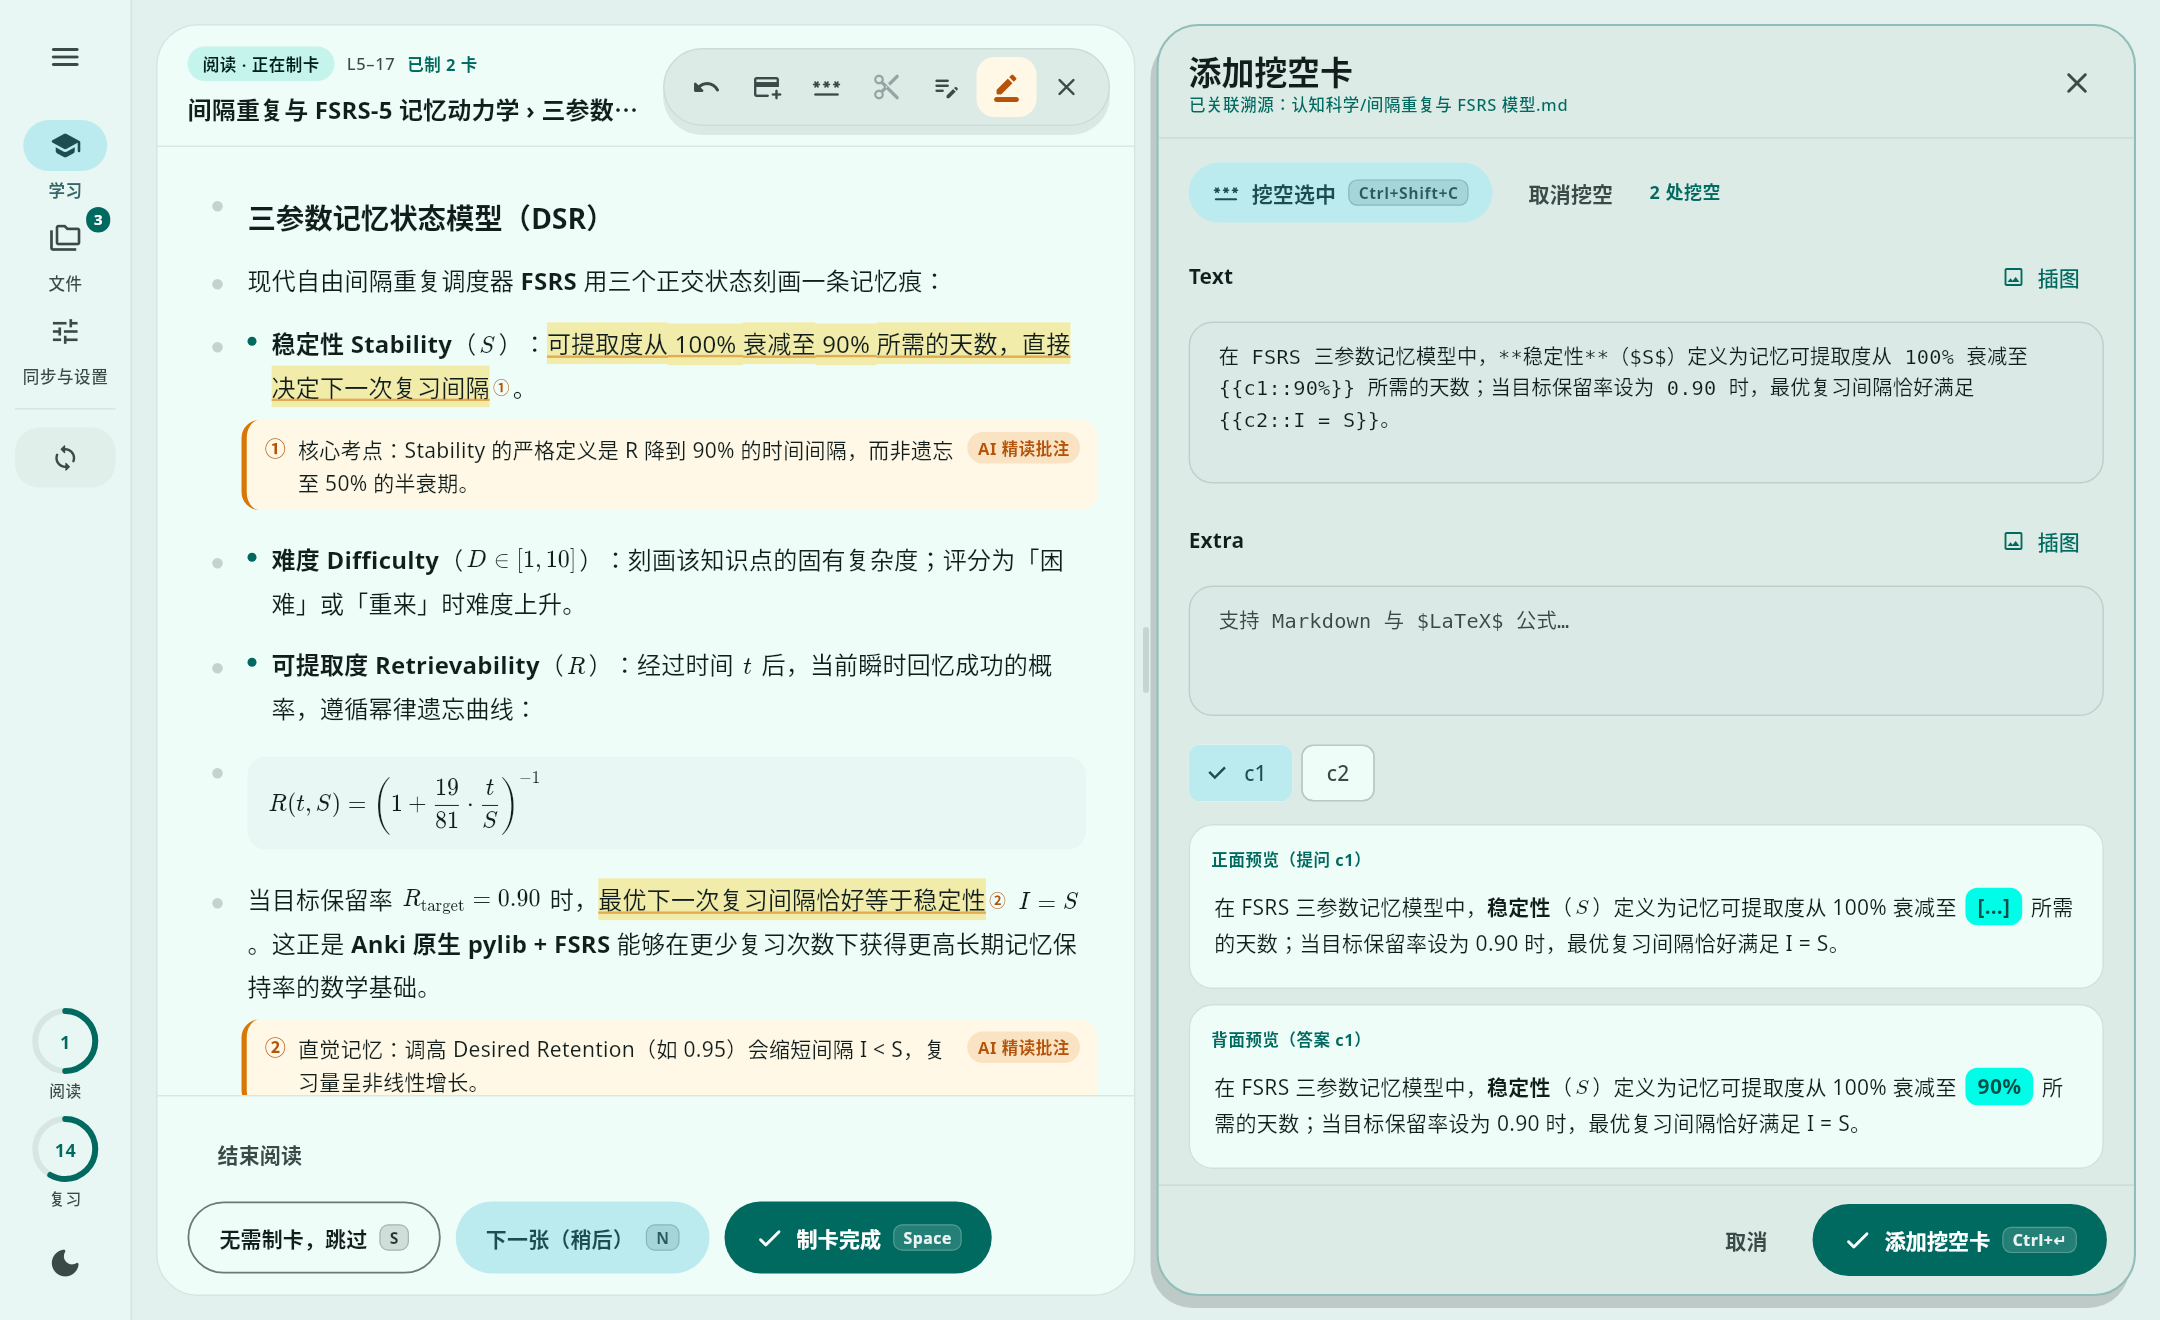 学习
3
文件
同步与设置
1
阅读
14
复习
阅读 · 正在制卡 L5–17 已制 2 卡
间隔重复与 FSRS-5 记忆动力学 › 三参数···
三参数记忆状态模型（DSR）
现代自由间隔重复调度器 FSRS 用三个正交状态刻画一条记忆痕：
• 稳定性 Stability（S）：可提取度从 100% 衰减至 90% 所需的天数，直接
决定下一次复习间隔①。
① 核心考点：Stability 的严格定义是 R 降到 90% 的时间间隔，而非遗忘 AI 精读批注
至 50% 的半衰期。
• 难度 Difficulty（D ∈ [1, 10]）：刻画该知识点的固有复杂度；评分为「困
难」或「重来」时难度上升。
• 可提取度 Retrievability（R）：经过时间 t 后，当前瞬时回忆成功的概
率，遵循幂律遗忘曲线：
R(t, S) = (1 + 19/81 · t/S)^−1
当目标保留率 R_target = 0.90 时，最优下一次复习间隔恰好等于稳定性② I = S
。这正是 Anki 原生 pylib + FSRS 能够在更少复习次数下获得更高长期记忆保
持率的数学基础。
② 直觉记忆：调高 Desired Retention（如 0.95）会缩短间隔 I < S，复 AI 精读批注
习量呈非线性增长。
结束阅读
无需制卡，跳过 S
下一张（稍后） N
制卡完成 Space
添加挖空卡
已关联溯源：认知科学/间隔重复与 FSRS 模型.md
挖空选中 Ctrl+Shift+C 取消挖空 2 处挖空
Text 插图
在 FSRS 三参数记忆模型中，**稳定性**（$S$）定义为记忆可提取度从 100% 衰减至
{{c1::90%}} 所需的天数；当目标保留率设为 0.90 时，最优复习间隔恰好满足
{{c2::I = S}}。
Extra 插图
支持 Markdown 与 $LaTeX$ 公式…
c1 c2
正面预览（提问 c1）
在 FSRS 三参数记忆模型中，稳定性（S）定义为记忆可提取度从 100% 衰减至 [...] 所需
的天数；当目标保留率设为 0.90 时，最优复习间隔恰好满足 I = S。
背面预览（答案 c1）
在 FSRS 三参数记忆模型中，稳定性（S）定义为记忆可提取度从 100% 衰减至 90% 所
需的天数；当目标保留率设为 0.90 时，最优复习间隔恰好满足 I = S。
取消
添加挖空卡 Ctrl+↵